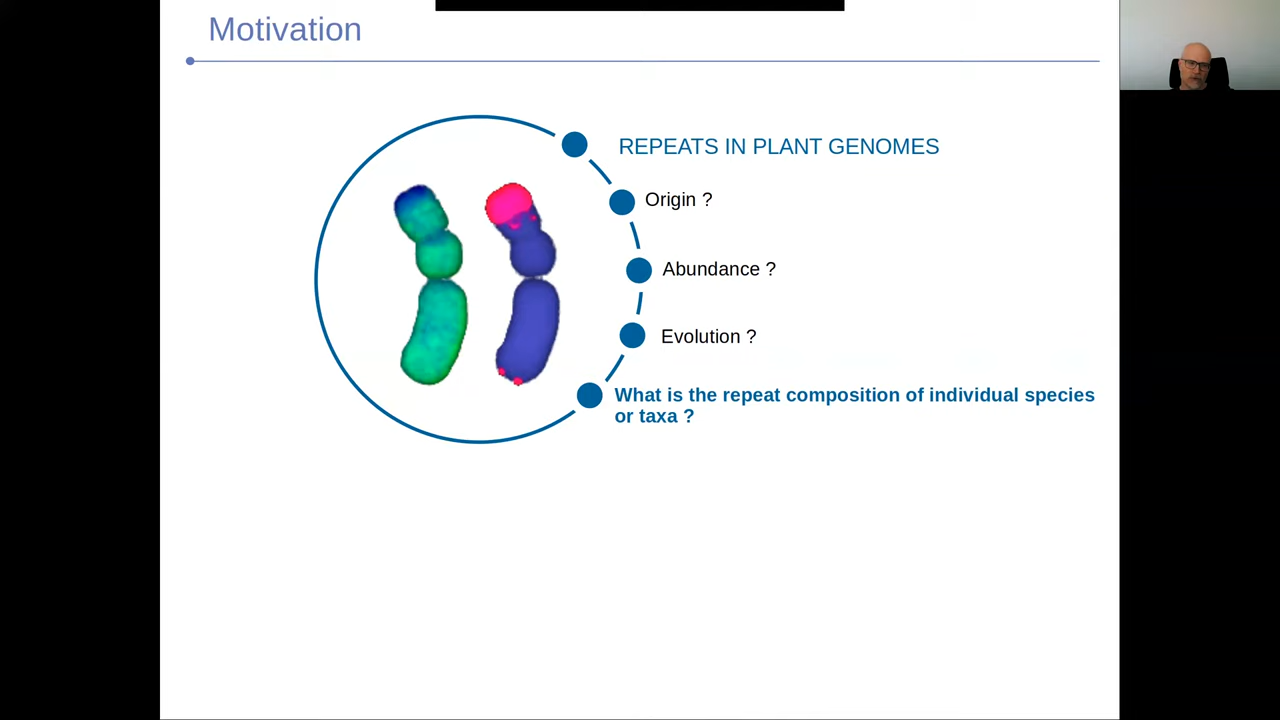 Motivation
REPEATS IN PLANT GENOMES
Origin ?
Abundance ?
Evolution ?
What is the repeat composition of individual species
or taxa ?